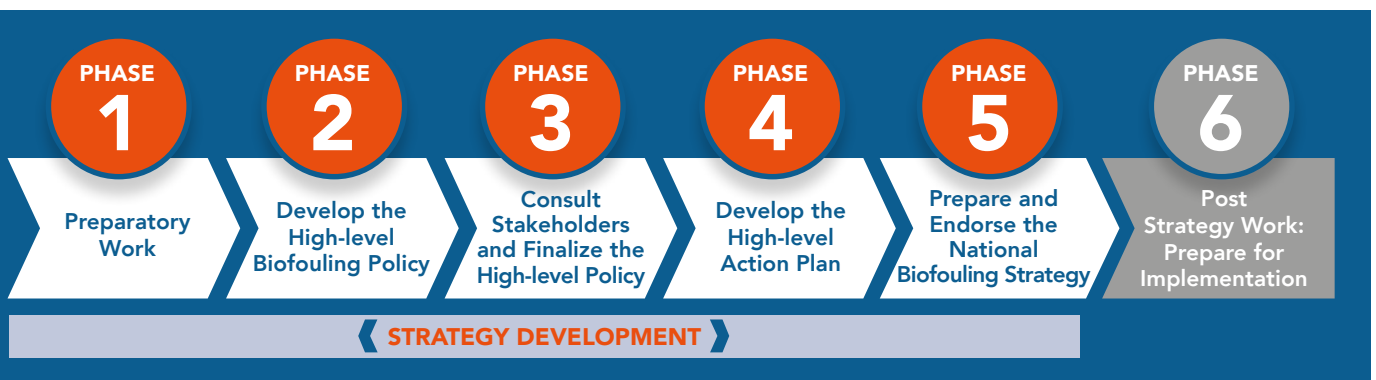 PHASE
1
Preparatory
Work
PHASE
2
Develop the
High-level
Biofouling Policy
PHASE
3
Consult
Stakeholders
and Finalize the
High-level Policy
PHASE
4
Develop the
High-level
Action Plan
PHASE
5
Prepare and
Endorse the
National
Biofouling Strategy
PHASE
6
Post
Strategy Work:
Prepare for
Implementation
STRATEGY DEVELOPMENT